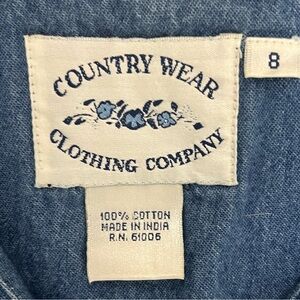 COUNTRY WEAR
8
CLOTHING COMPANY
100% COTTON
MADE IN INDIA
R.N. 61006